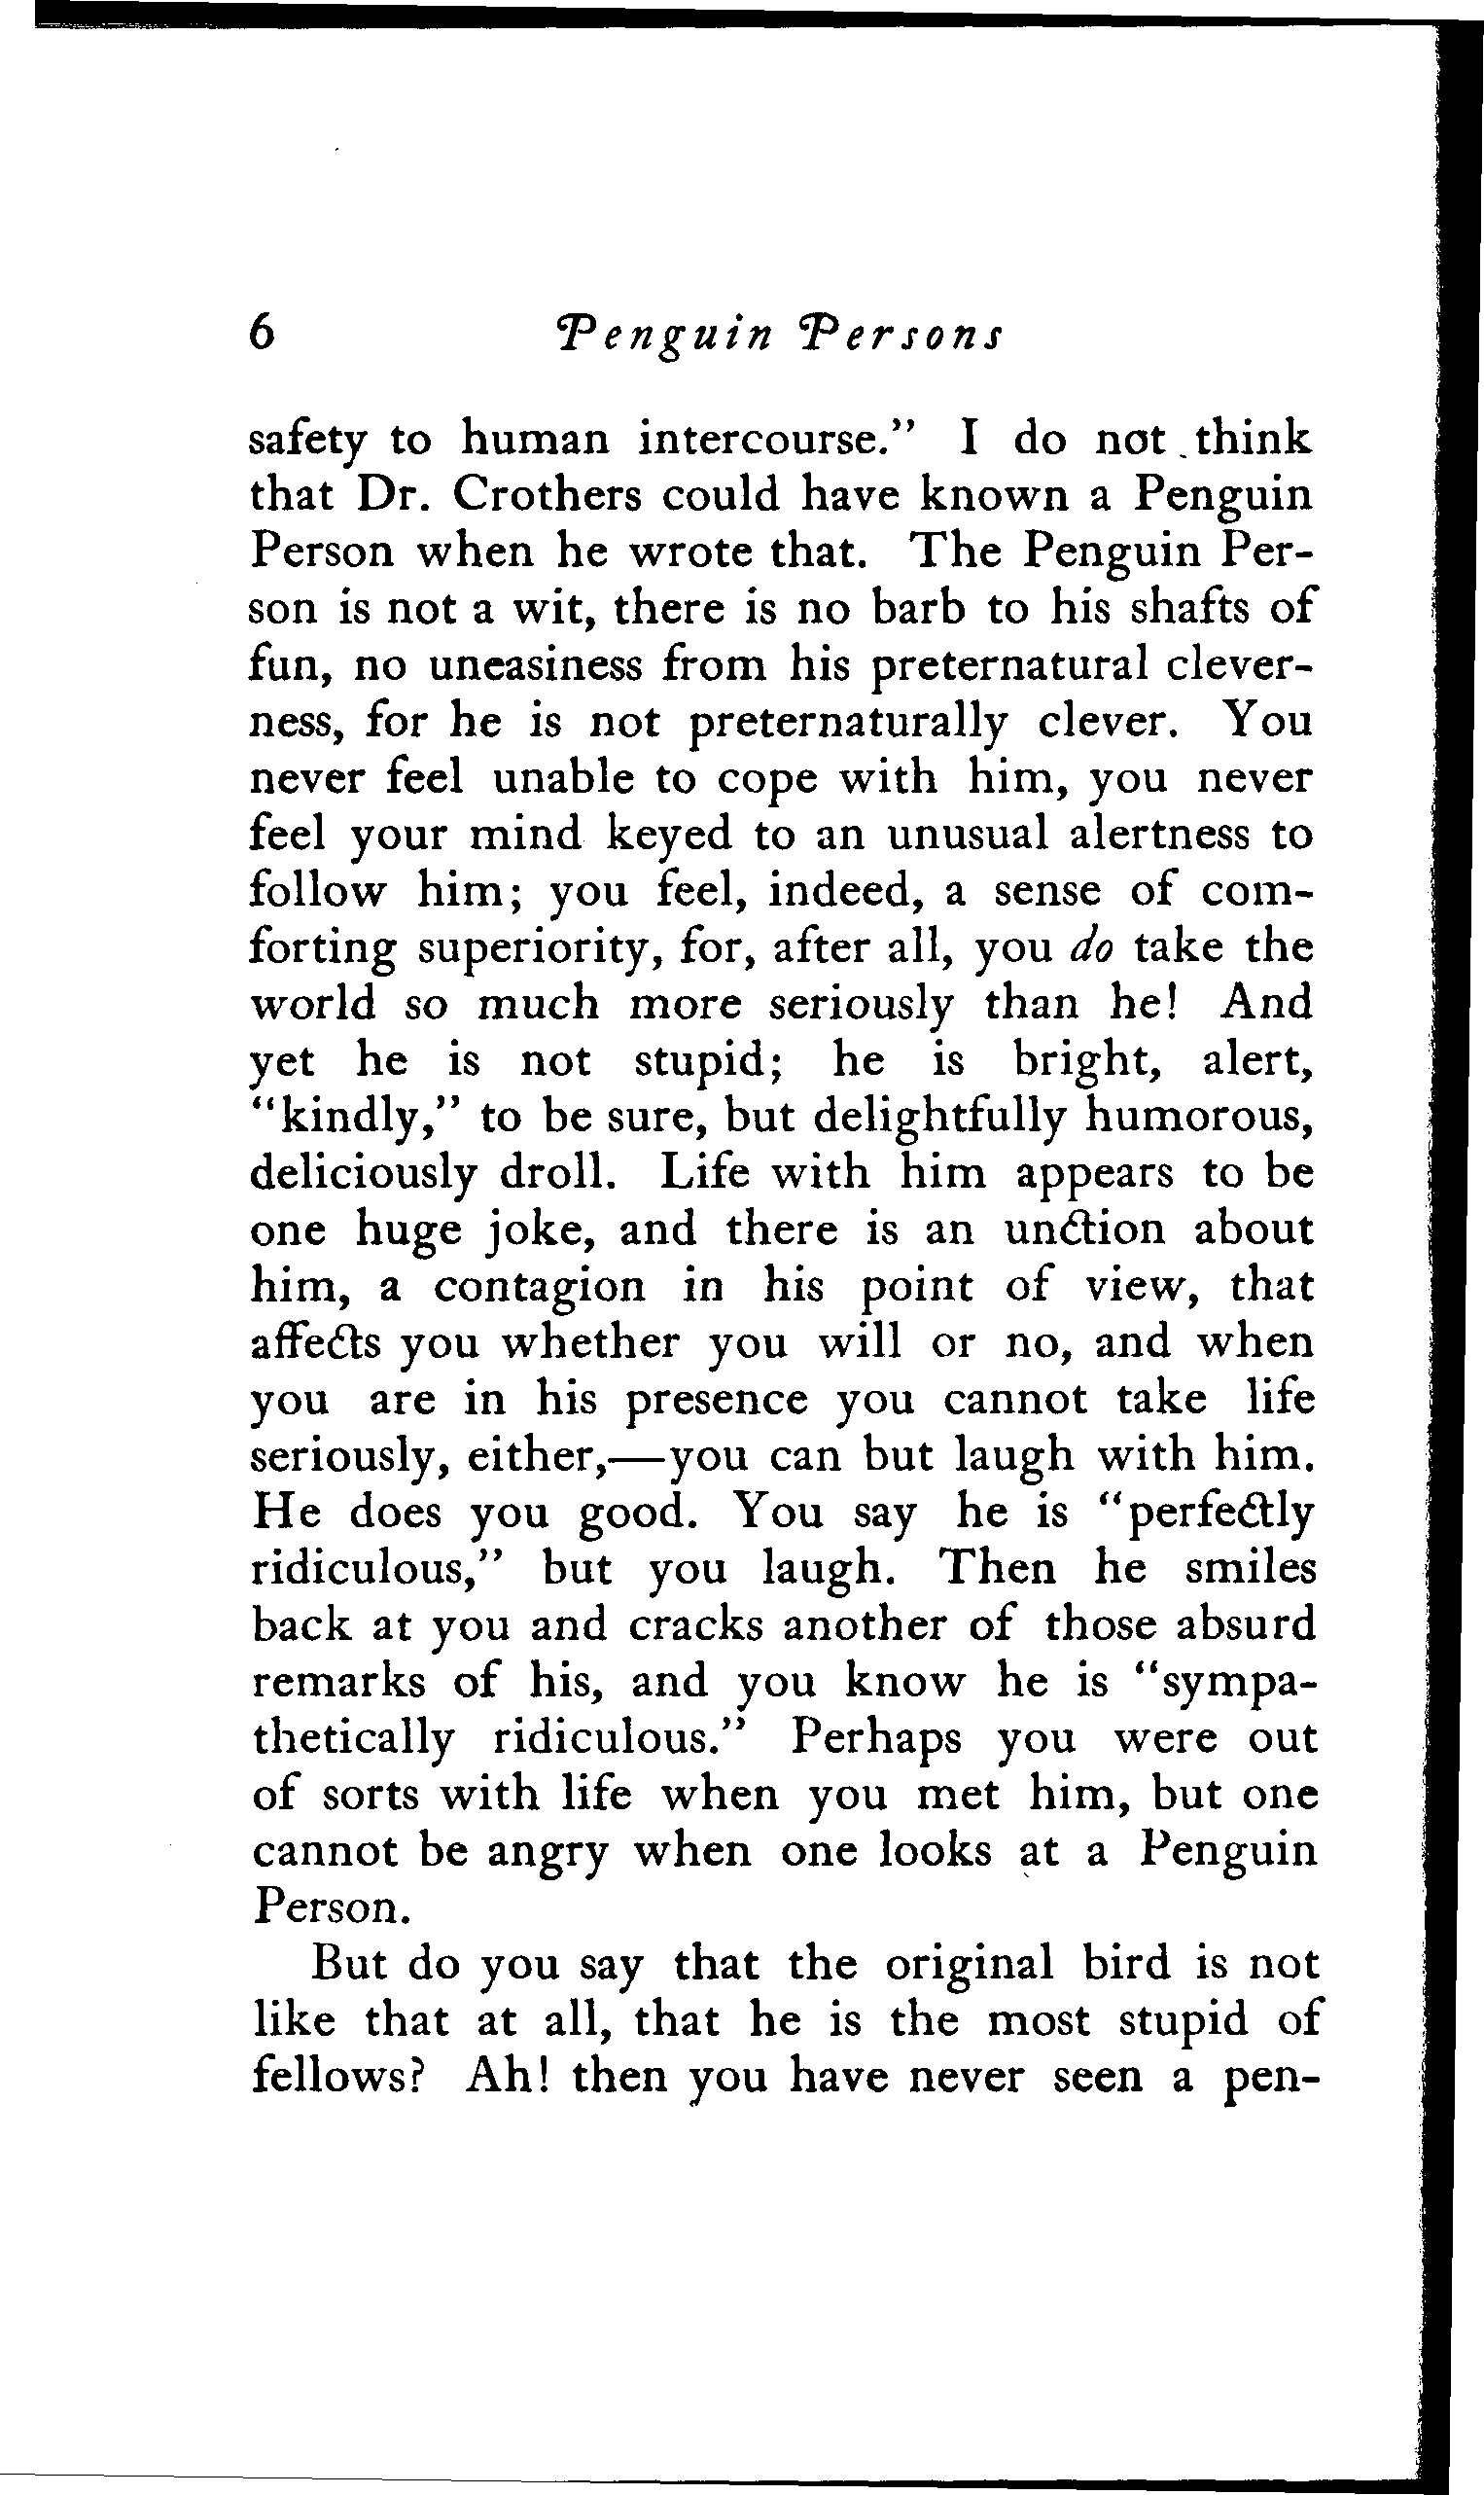 6 Penguin Persons
safety to human intercourse." I do not think
that Dr. Crothers could have known a Penguin
Person when he wrote that. The Penguin Per-
son is not a wit, there is no barb to his shafts of
fun, no uneasiness from his preternatural clever-
ness, for he is not preternaturally clever. You
never feel unable to cope with him, you never
feel your mind keyed to an unusual alertness to
follow him; you feel, indeed, a sense of com-
forting superiority, for, after all, you do take the
world so much more seriously than he! And
yet he is not stupid; he is bright, alert,
"kindly," to be sure, but delightfully humorous,
deliciously droll. Life with him appears to be
one huge joke, and there is an unction about
him, a contagion in his point of view, that
affects you whether you will or no, and when
you are in his presence you cannot take life
seriously, either,—you can but laugh with him.
He does you good. You say he is "perfectly
ridiculous," but you laugh. Then he smiles
back at you and cracks another of those absurd
remarks of his, and you know he is "sympa-
thetically ridiculous." Perhaps you were out
of sorts with life when you met him, but one
cannot be angry when one looks at a Penguin
Person.
But do you say that the original bird is not
like that at all, that he is the most stupid of
fellows? Ah! then you have never seen a pen-